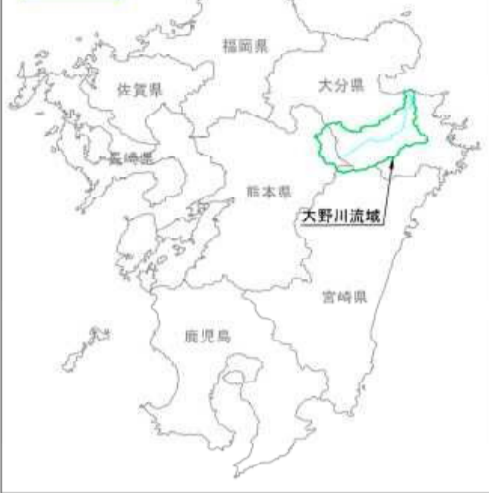 福岡県
大分県
佐賀県
長崎県
熊本県
大野川流域
宮崎県
鹿児島